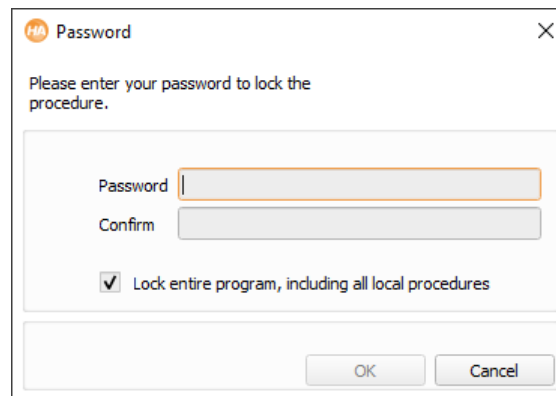 HA Password
Please enter your password to lock the
procedure.
Password
Confirm
Lock entire program, including all local procedures
OK Cancel